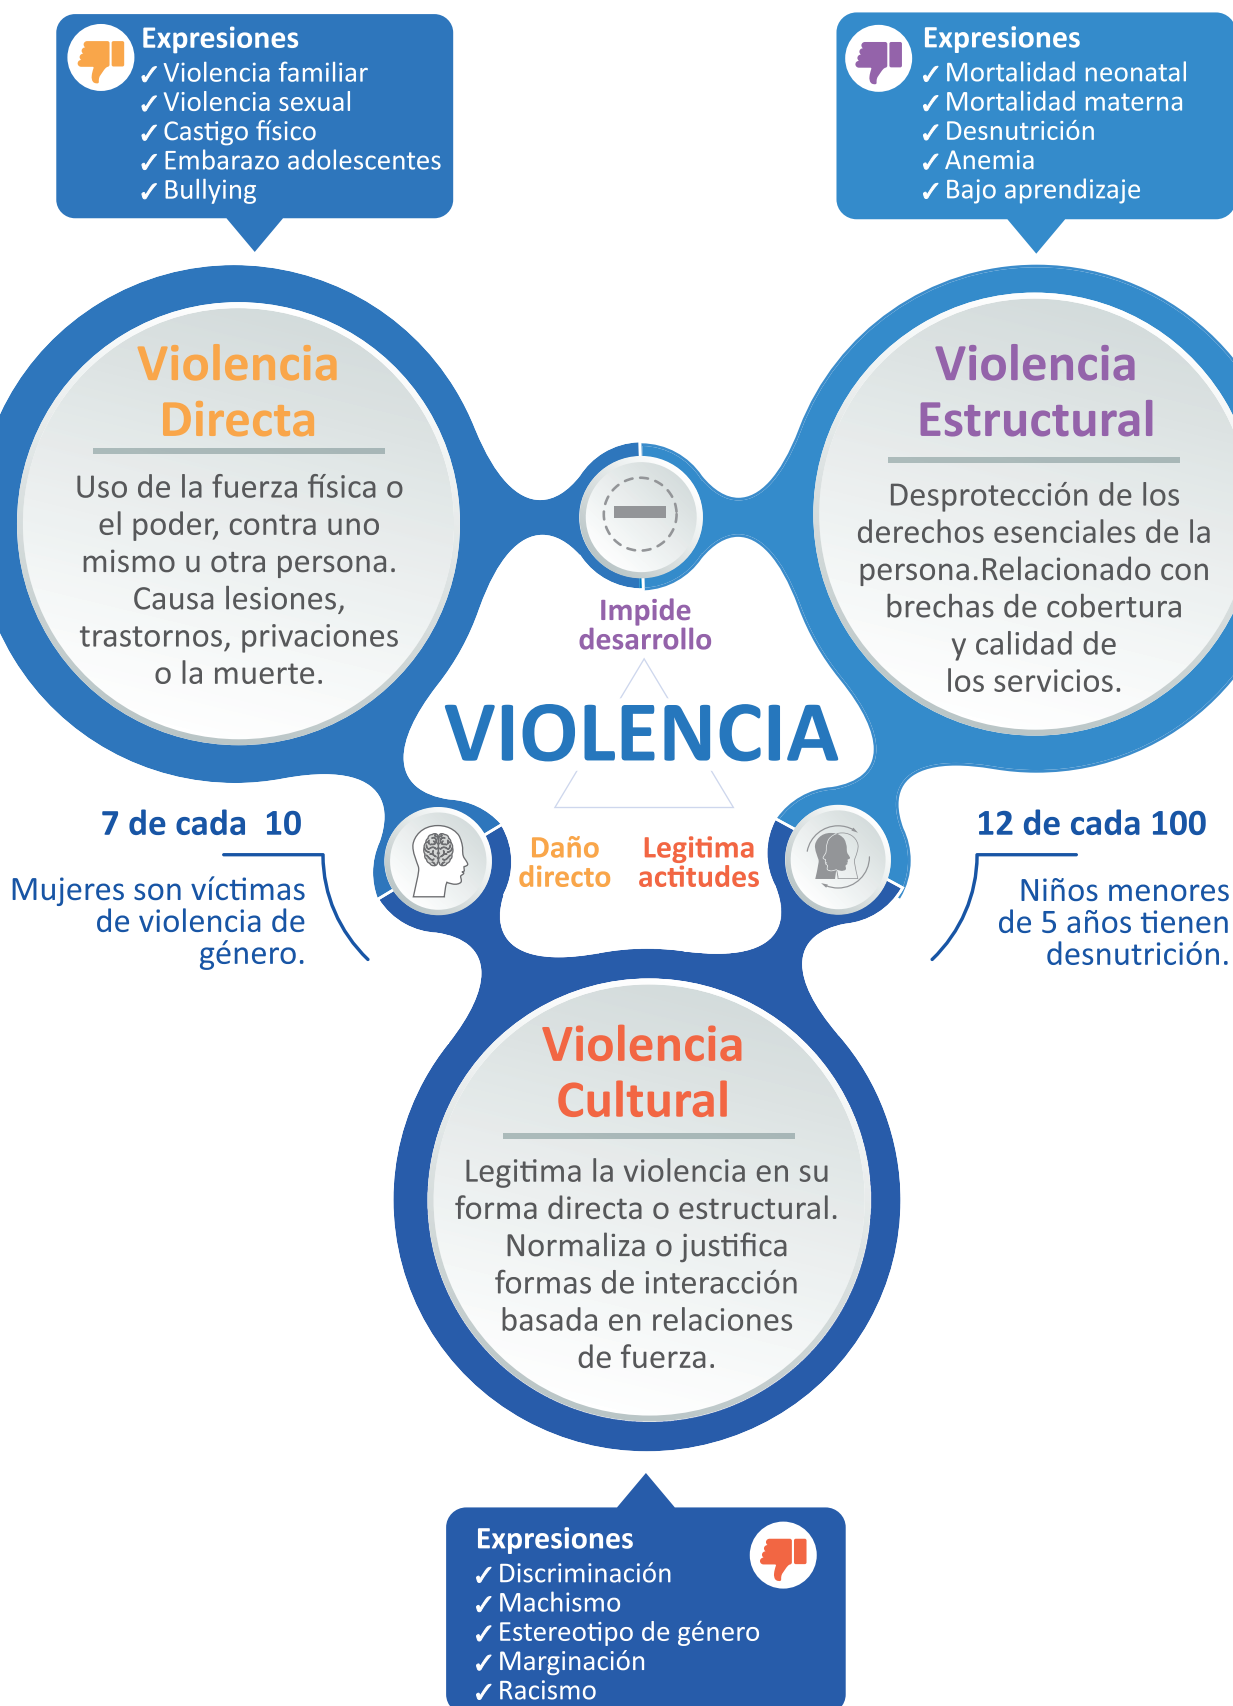 Expresiones
✓ Violencia familiar
✓ Violencia sexual
✓ Castigo físico
✓ Embarazo adolescentes
✓ Bullying
Expresiones
✓ Mortalidad neonatal
✓ Mortalidad materna
✓ Desnutrición
✓ Anemia
✓ Bajo aprendizaje
Violencia
Directa
Uso de la fuerza física o
el poder, contra uno
mismo u otra persona.
Causa lesiones,
trastornos, privaciones
o la muerte.
Violencia
Estructural
Desprotección de los
derechos esenciales de la
persona.Relacionado con
brechas de cobertura
y calidad de
los servicios.
Impide
desarrollo
VIOLENCIA
Daño
directo
Legitima
actitudes
7 de cada 10
Mujeres son víctimas
de violencia de
género.
12 de cada 100
Niños menores
de 5 años tienen
desnutrición.
Violencia
Cultural
Legitima la violencia en su
forma directa o estructural.
Normaliza o justifica
formas de interacción
basada en relaciones
de fuerza.
Expresiones
✓ Discriminación
✓ Machismo
✓ Estereotipo de género
✓ Marginación
✓ Racismo